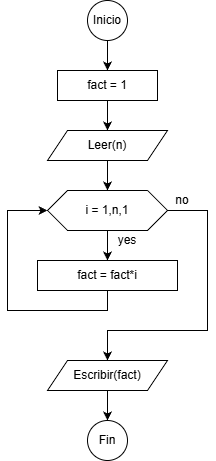 Inicio
fact = 1
Leer(n)
i = 1,n,1
no
yes
fact = fact*i
Escribir(fact)
Fin